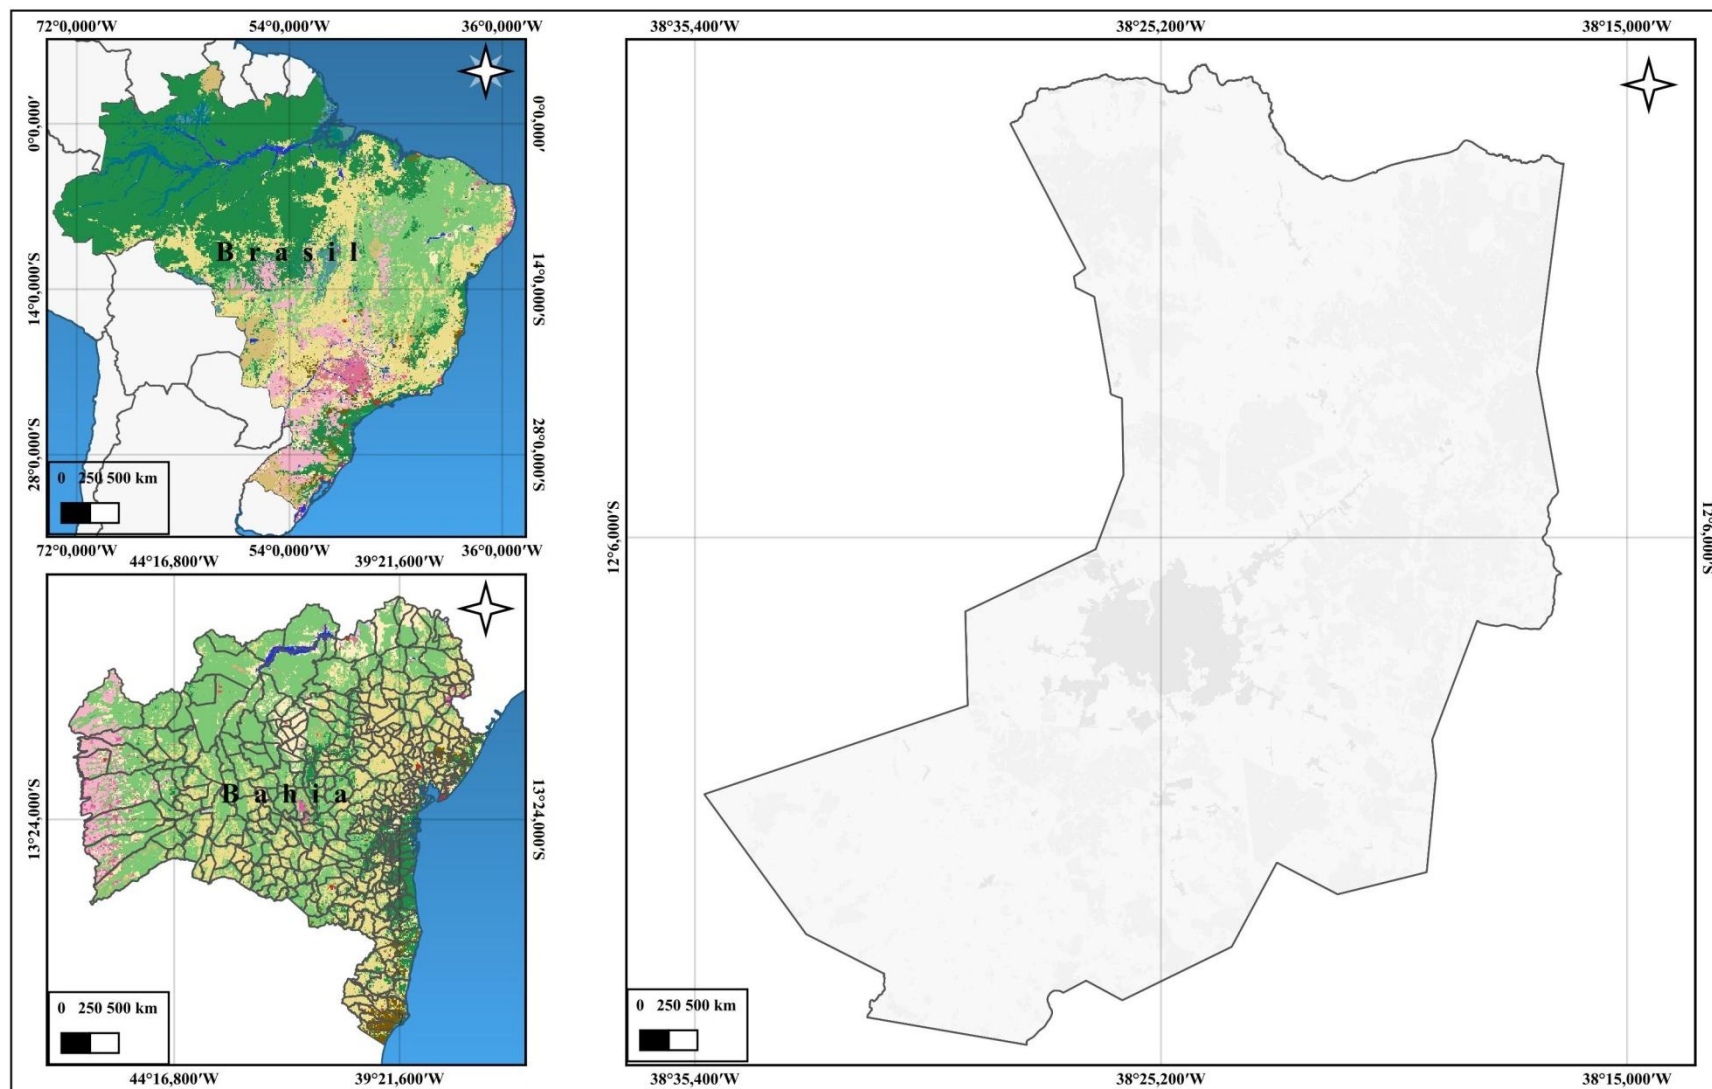 72°0,000′W 54°0,000′W 36°0,000′W
0°0,000′ 0°0,000′
B r a s i l
14°0,000′S 14°0,000′S
28°0,000′S 28°0,000′S
0 250 500 km
72°0,000′W 54°0,000′W 36°0,000′W
44°16,800′W 39°21,600′W
B a h i a
13°24,000′S 13°24,000′S
0 250 500 km
44°16,800′W 39°21,600′W
38°35,400′W 38°25,200′W 38°15,000′W
12°6,000′S 12°6,000′S
0 250 500 km
38°35,400′W 38°25,200′W 38°15,000′W